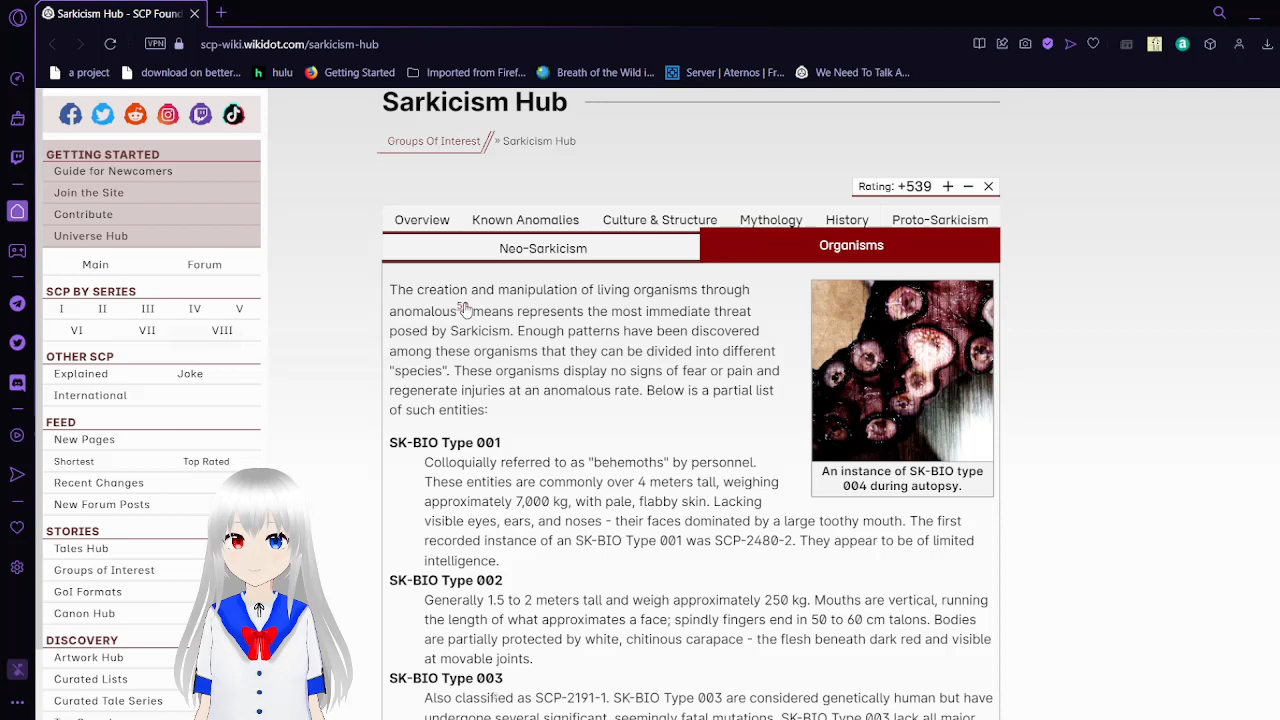 Sarkicism Hub - SCP Found
scp-wiki.wikidot.com/sarkicism-hub
VPN
a project
download on better...
hulu
Getting Started
Imported from Firef...
Breath of the Wild i...
Server | Aternos | Fr...
We Need To Talk A...
GETTING STARTED
Guide for Newcomers
Join the Site
Contribute
Universe Hub
Main Forum
SCP BY SERIES
I II III IV V
VI VII VIII
OTHER SCP
Explained Joke
International
FEED
New Pages
Shortest Top Rated
Recent Changes
New Forum Posts
STORIES
Tales Hub
Groups of Interest
GoI Formats
Canon Hub
DISCOVERY
Artwork Hub
Curated Lists
Curated Tale Series
Sarkicism Hub
Groups Of Interest » Sarkicism Hub
Rating: +539 + − ×
Overview Known Anomalies Culture & Structure Mythology History Proto-Sarkicism
Neo-Sarkicism Organisms
The creation and manipulation of living organisms through
anomalous means represents the most immediate threat
posed by Sarkicism. Enough patterns have been discovered
among these organisms that they can be divided into different
"species". These organisms display no signs of fear or pain and
regenerate injuries at an anomalous rate. Below is a partial list
of such entities:
An instance of SK-BIO type
004 during autopsy.
SK-BIO Type 001
Colloquially referred to as "behemoths" by personnel.
These entities are commonly over 4 meters tall, weighing
approximately 7,000 kg, with pale, flabby skin. Lacking
visible eyes, ears, and noses - their faces dominated by a large toothy mouth. The first
recorded instance of an SK-BIO Type 001 was SCP-2480-2. They appear to be of limited
intelligence.
SK-BIO Type 002
Generally 1.5 to 2 meters tall and weigh approximately 250 kg. Mouths are vertical, running
the length of what approximates a face; spindly fingers end in 50 to 60 cm talons. Bodies
are partially protected by white, chitinous carapace - the flesh beneath dark red and visible
at movable joints.
SK-BIO Type 003
Also classified as SCP-2191-1. SK-BIO Type 003 are considered genetically human but have
undergone several significant, seemingly fatal mutations. SK-BIO Type 003 lack all major